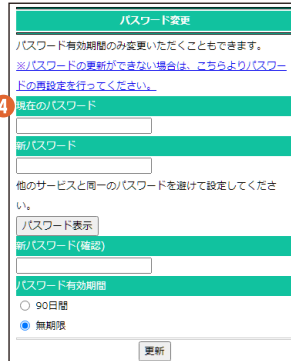 パスワード変更
パスワード有効期間のみ変更いただくこともできます。
※パスワードの更新ができない場合は、こちらよりパスワー
ドの再設定を行ってください。
4
現在のパスワード
新パスワード
他のサービスと同一のパスワードを避けて設定してくださ
い。
パスワード表示
新パスワード(確認)
パスワード有効期間
90日間
無期限
更新